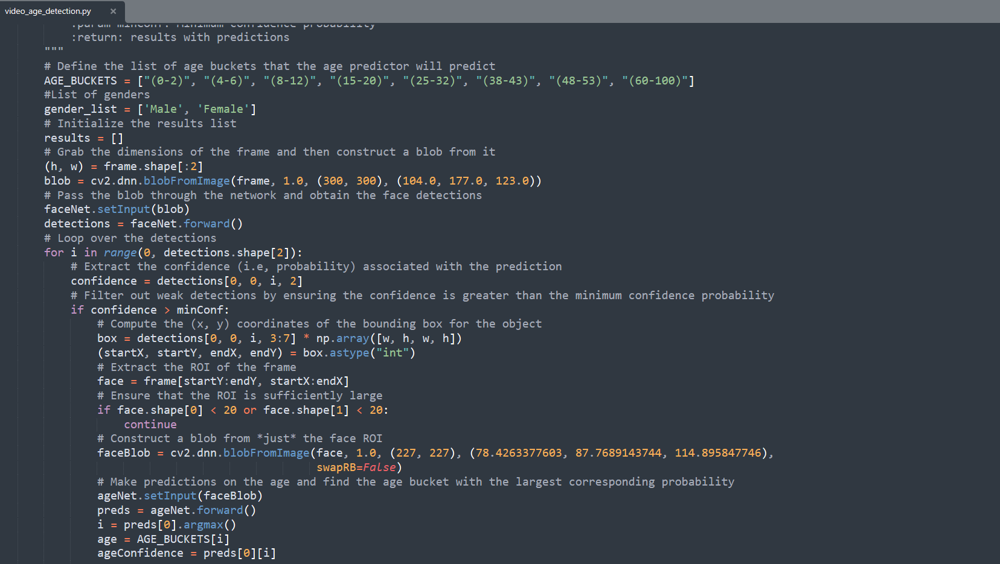 video_age_detection.py ×
:param minConf: Minimum confidence probability
:return: results with predictions
"""
# Define the list of age buckets that the age predictor will predict
AGE_BUCKETS = ["(0-2)", "(4-6)", "(8-12)", "(15-20)", "(25-32)", "(38-43)", "(48-53)", "(60-100)"]
#List of genders
gender_list = ['Male', 'Female']
# Initialize the results list
results = []
# Grab the dimensions of the frame and then construct a blob from it
(h, w) = frame.shape[:2]
blob = cv2.dnn.blobFromImage(frame, 1.0, (300, 300), (104.0, 177.0, 123.0))
# Pass the blob through the network and obtain the face detections
faceNet.setInput(blob)
detections = faceNet.forward()
# Loop over the detections
for i in range(0, detections.shape[2]):
# Extract the confidence (i.e, probability) associated with the prediction
confidence = detections[0, 0, i, 2]
# Filter out weak detections by ensuring the confidence is greater than the minimum confidence probability
if confidence > minConf:
# Compute the (x, y) coordinates of the bounding box for the object
box = detections[0, 0, i, 3:7] * np.array([w, h, w, h])
(startX, startY, endX, endY) = box.astype("int")
# Extract the ROI of the frame
face = frame[startY:endY, startX:endX]
# Ensure that the ROI is sufficiently large
if face.shape[0] < 20 or face.shape[1] < 20:
continue
# Construct a blob from *just* the face ROI
faceBlob = cv2.dnn.blobFromImage(face, 1.0, (227, 227), (78.4263377603, 87.7689143744, 114.895847746),
swapRB=False)
# Make predictions on the age and find the age bucket with the largest corresponding probability
ageNet.setInput(faceBlob)
preds = ageNet.forward()
i = preds[0].argmax()
age = AGE_BUCKETS[i]
ageConfidence = preds[0][i]